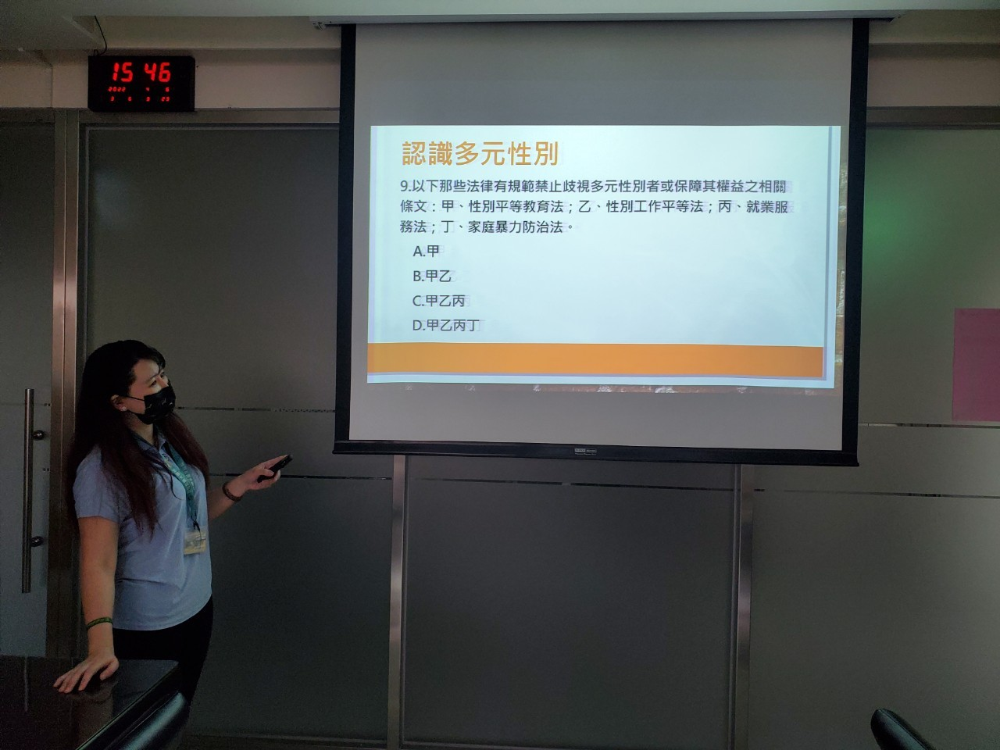 15 46
2022 4 6
認識多元性別
9.以下那些法律有規範禁止歧視多元性別者或保障其權益之相關
條文：甲、性別平等教育法；乙、性別工作平等法；丙、就業服
務法；丁、家庭暴力防治法。
A.甲
B.甲乙
C.甲乙丙
D.甲乙丙丁